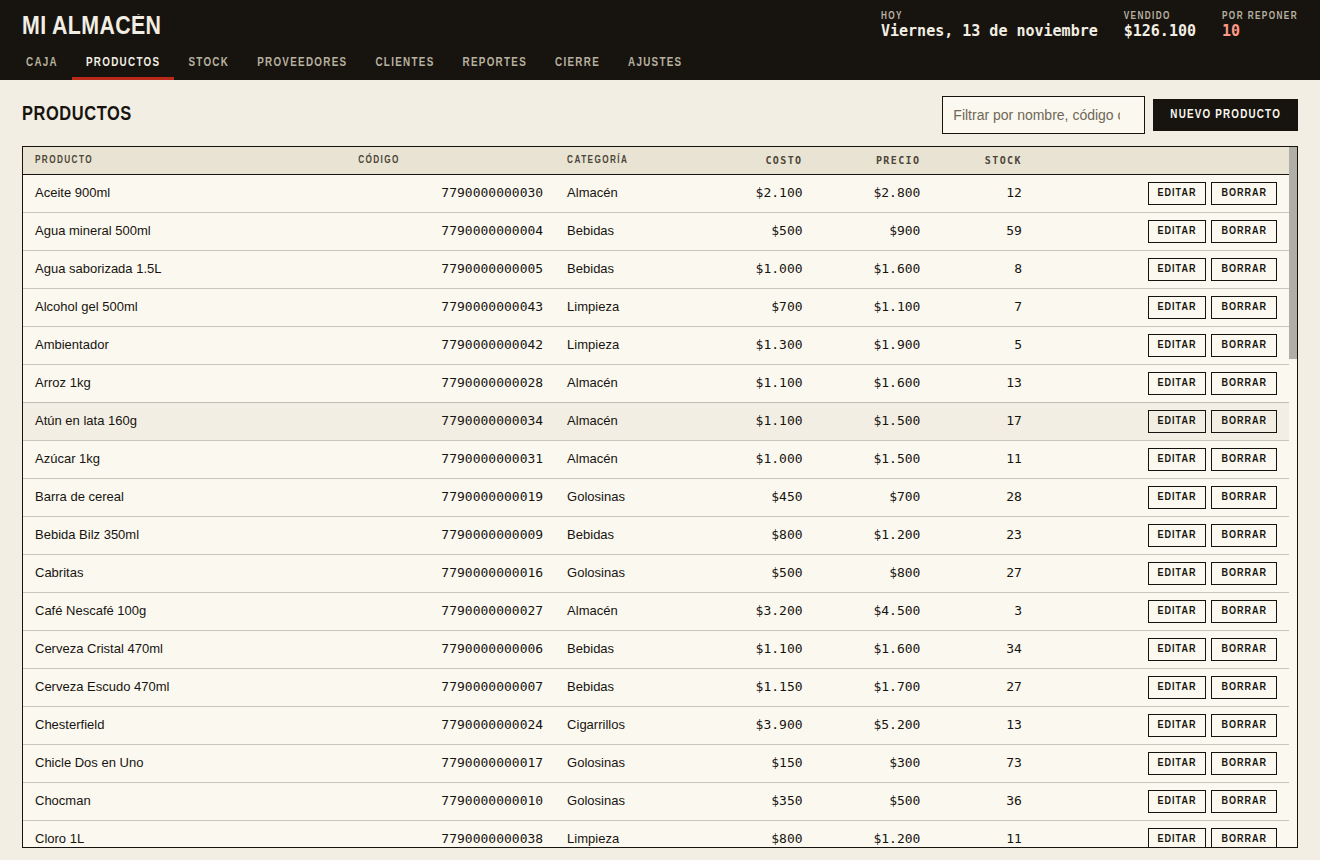 MI ALMACÉN
HOY
Viernes, 13 de noviembre
VENDIDO
$126.100
POR REPONER
10
CAJA PRODUCTOS STOCK PROVEEDORES CLIENTES REPORTES CIERRE AJUSTES
PRODUCTOS
Filtrar por nombre, código
NUEVO PRODUCTO
PRODUCTO CÓDIGO CATEGORÍA COSTO PRECIO STOCK
Aceite 900ml 7790000000030 Almacén $2.100 $2.800 12 EDITAR BORRAR
Agua mineral 500ml 7790000000004 Bebidas $500 $900 59 EDITAR BORRAR
Agua saborizada 1.5L 7790000000005 Bebidas $1.000 $1.600 8 EDITAR BORRAR
Alcohol gel 500ml 7790000000043 Limpieza $700 $1.100 7 EDITAR BORRAR
Ambientador 7790000000042 Limpieza $1.300 $1.900 5 EDITAR BORRAR
Arroz 1kg 7790000000028 Almacén $1.100 $1.600 13 EDITAR BORRAR
Atún en lata 160g 7790000000034 Almacén $1.100 $1.500 17 EDITAR BORRAR
Azúcar 1kg 7790000000031 Almacén $1.000 $1.500 11 EDITAR BORRAR
Barra de cereal 7790000000019 Golosinas $450 $700 28 EDITAR BORRAR
Bebida Bilz 350ml 7790000000009 Bebidas $800 $1.200 23 EDITAR BORRAR
Cabritas 7790000000016 Golosinas $500 $800 27 EDITAR BORRAR
Café Nescafé 100g 7790000000027 Almacén $3.200 $4.500 3 EDITAR BORRAR
Cerveza Cristal 470ml 7790000000006 Bebidas $1.100 $1.600 34 EDITAR BORRAR
Cerveza Escudo 470ml 7790000000007 Bebidas $1.150 $1.700 27 EDITAR BORRAR
Chesterfield 7790000000024 Cigarrillos $3.900 $5.200 13 EDITAR BORRAR
Chicle Dos en Uno 7790000000017 Golosinas $150 $300 73 EDITAR BORRAR
Chocman 7790000000010 Golosinas $350 $500 36 EDITAR BORRAR
Cloro 1L 7790000000038 Limpieza $800 $1.200 11 EDITAR BORRAR